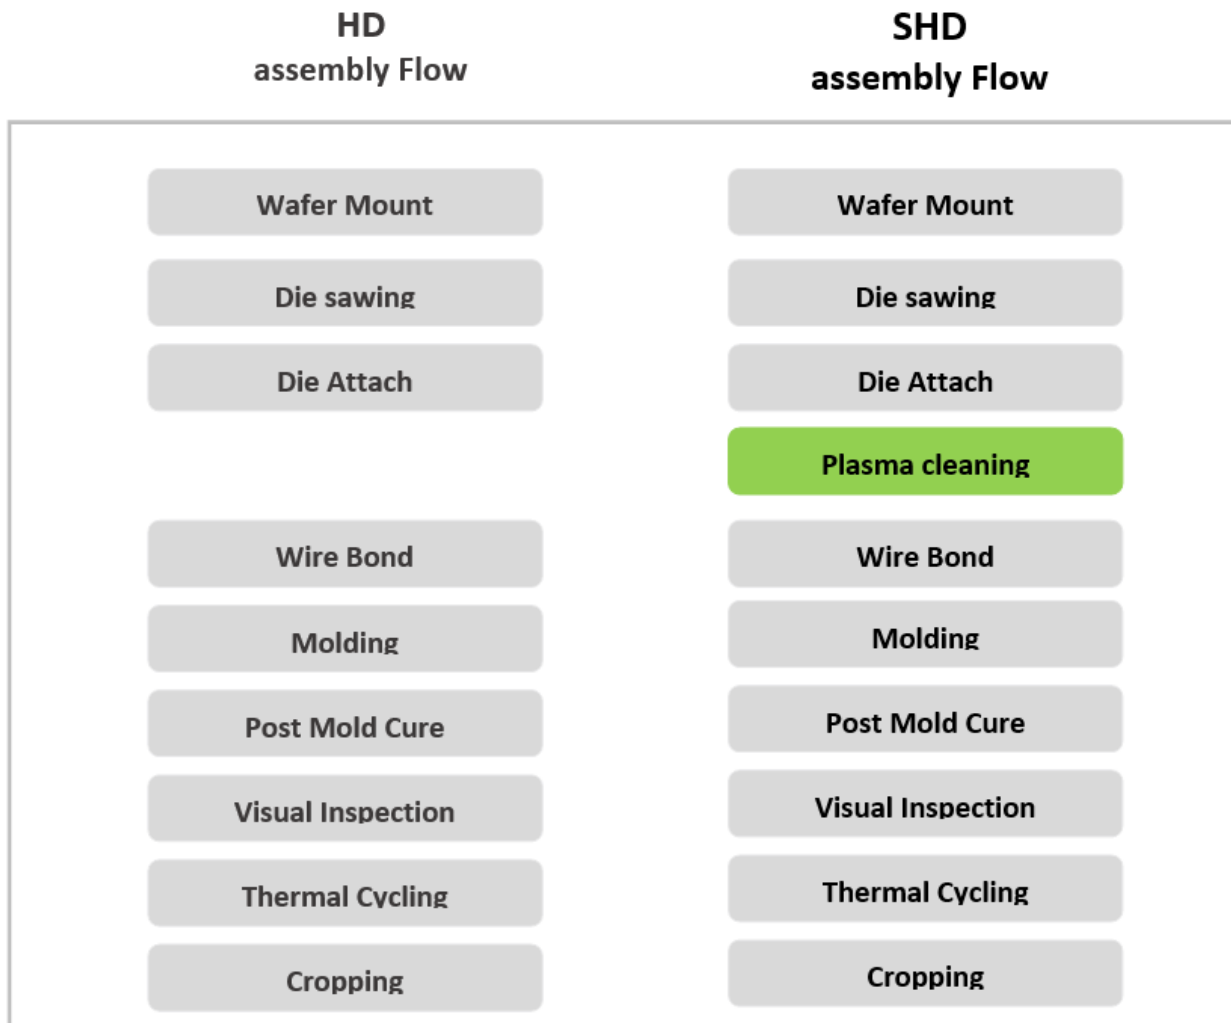 HD
assembly Flow
Wafer Mount
Die sawing
Die Attach
Wire Bond
Molding
Post Mold Cure
Visual Inspection
Thermal Cycling
Cropping
SHD
assembly Flow
Wafer Mount
Die sawing
Die Attach
Plasma cleaning
Wire Bond
Molding
Post Mold Cure
Visual Inspection
Thermal Cycling
Cropping